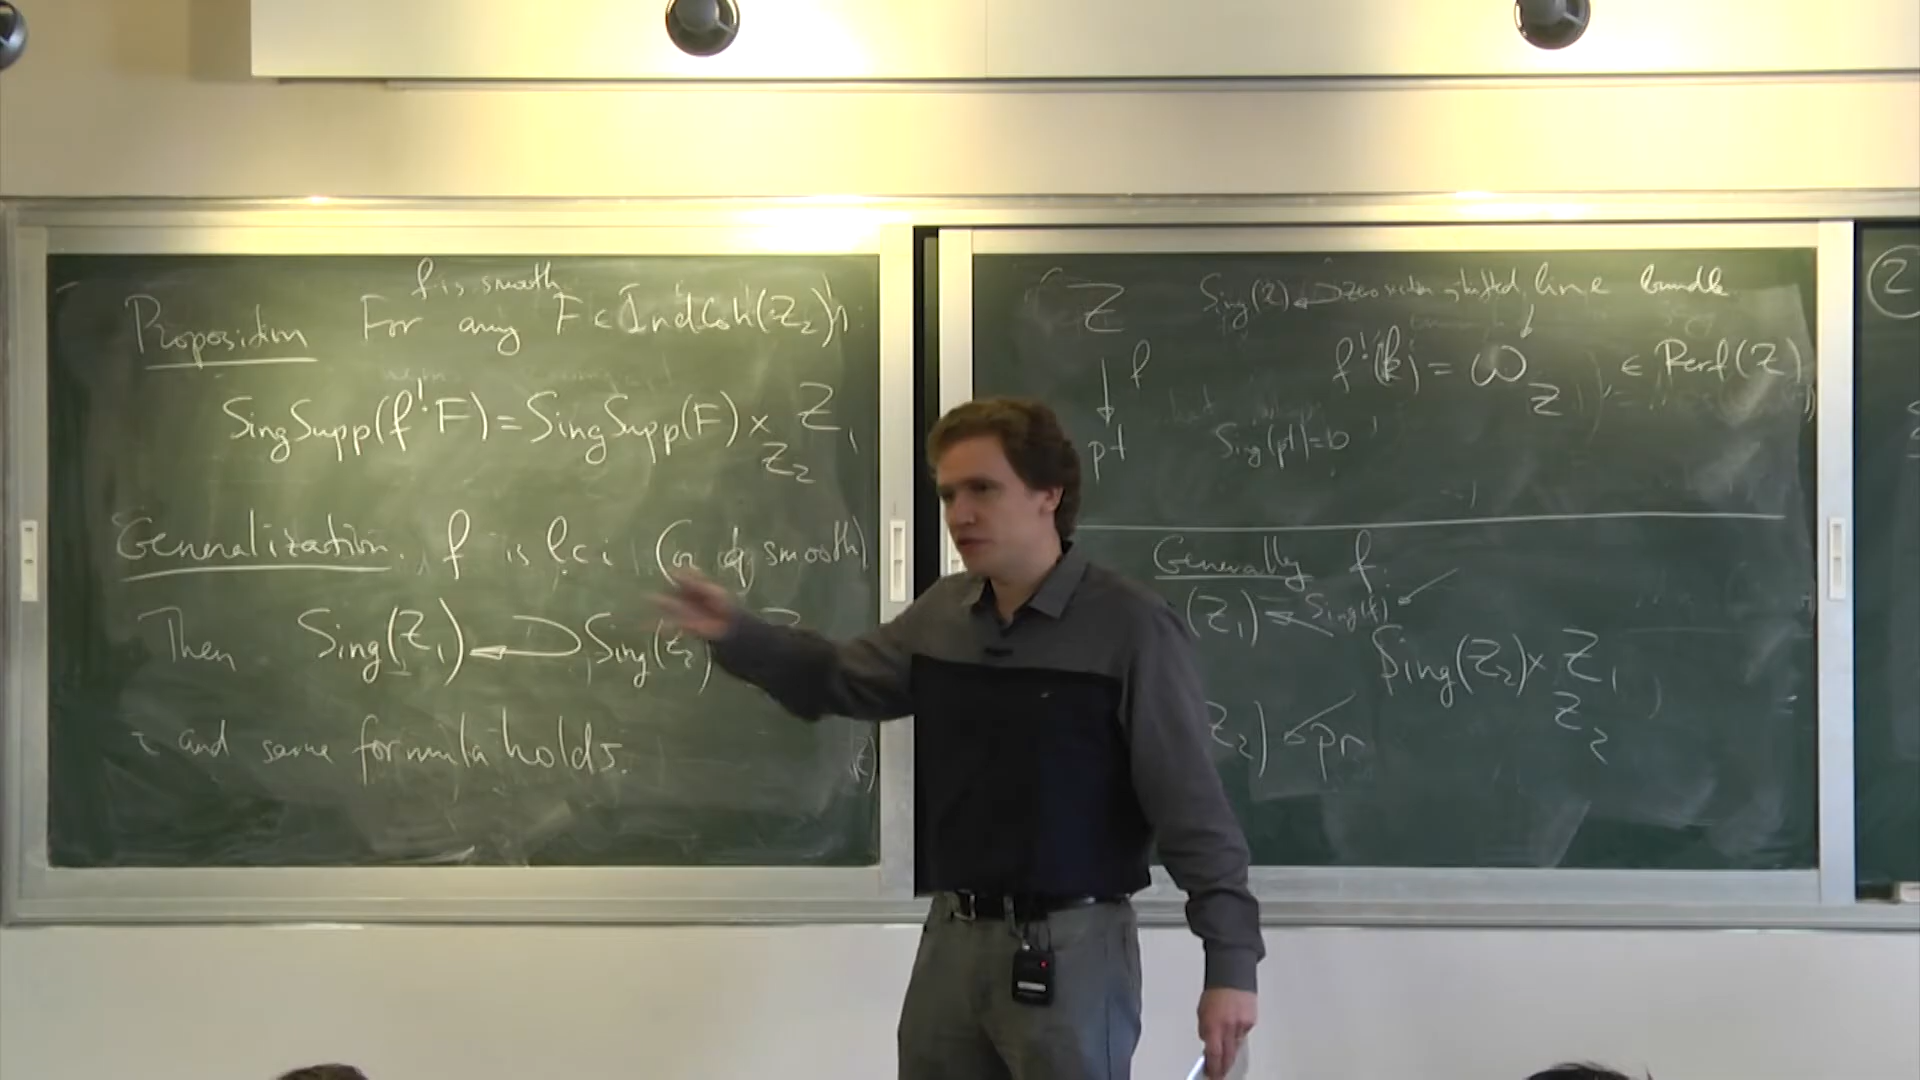 f is smooth
Proposition For any F ∈ IndCoh(Z₂):
SingSupp(f^! F) = SingSupp(F) ×_{Z₂} Z₁
Generalization. f is lci (or q smooth)
Then Sing(Z₁) ↩ Sing(Z₂)
and same formula holds.
Z Sing(Z) ↩ zero section shifted line bundle
f
f^!(k) = ω_Z ∈ Perf(Z)
pt Sing(pt) = 0
Generally f.
(Z₁) ← Sing(f)
Sing(Z₂) ×_{Z₂} Z₁
Z₂) ← pr
2